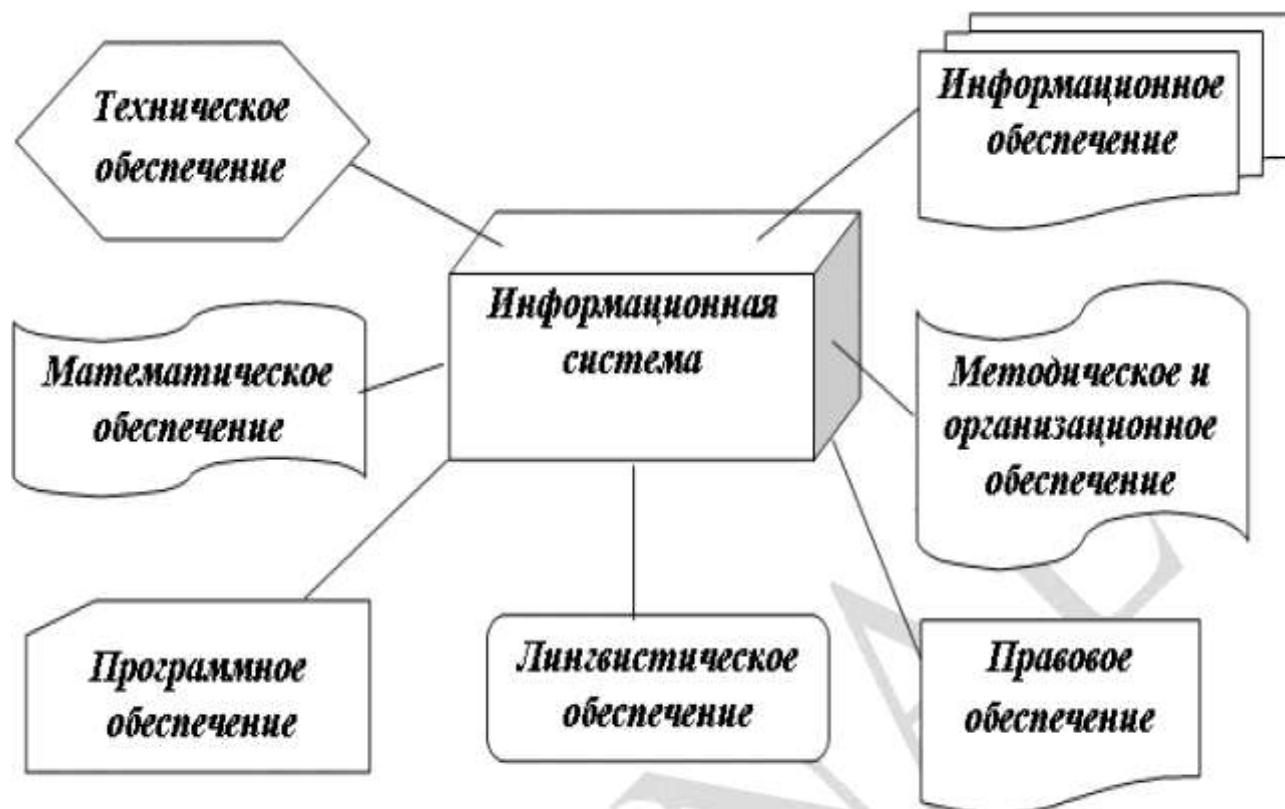 Техническое
обеспечение
Информационное
обеспечение
Информационная
система
Математическое
обеспечение
Методическое и
организационное
обеспечение
Программное
обеспечение
Лингвистическое
обеспечение
Правовое
обеспечение